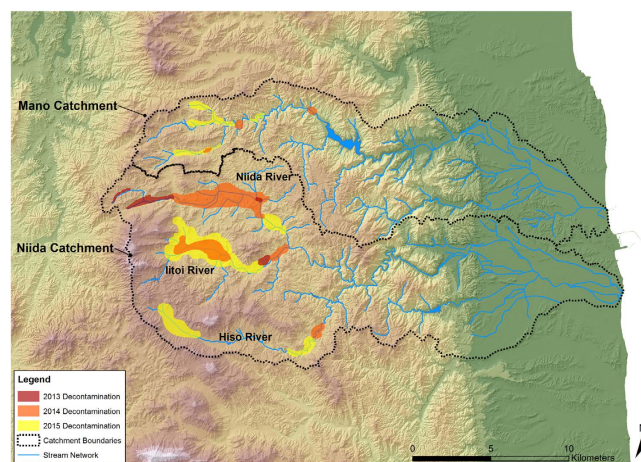 Mano Catchment
Niida River
Niida Catchment
Iitoi River
Hiso River
Legend
2013 Decontamination
2014 Decontamination
2015 Decontamination
Catchment Boundaries
Stream Network
0 5 10
Kilometers